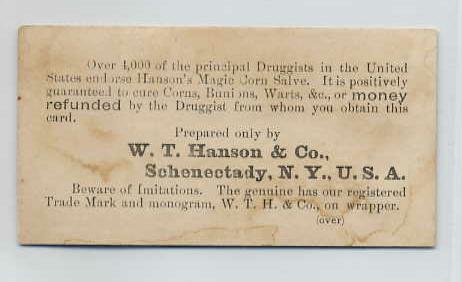 Over 4,000 of the principal Druggists in the United
States endorse Hanson's Magic Corn Salve. It is positively
guaranteed to cure Corns, Bunions, Warts, &c., or money
refunded by the Druggist from whom you obtain this
card.
Prepared only by
W. T. Hanson & Co.,
Schenectady, N. Y., U. S. A.
Beware of Imitations. The genuine has our registered
Trade Mark and monogram, W. T. H. & Co., on wrapper.
(over)